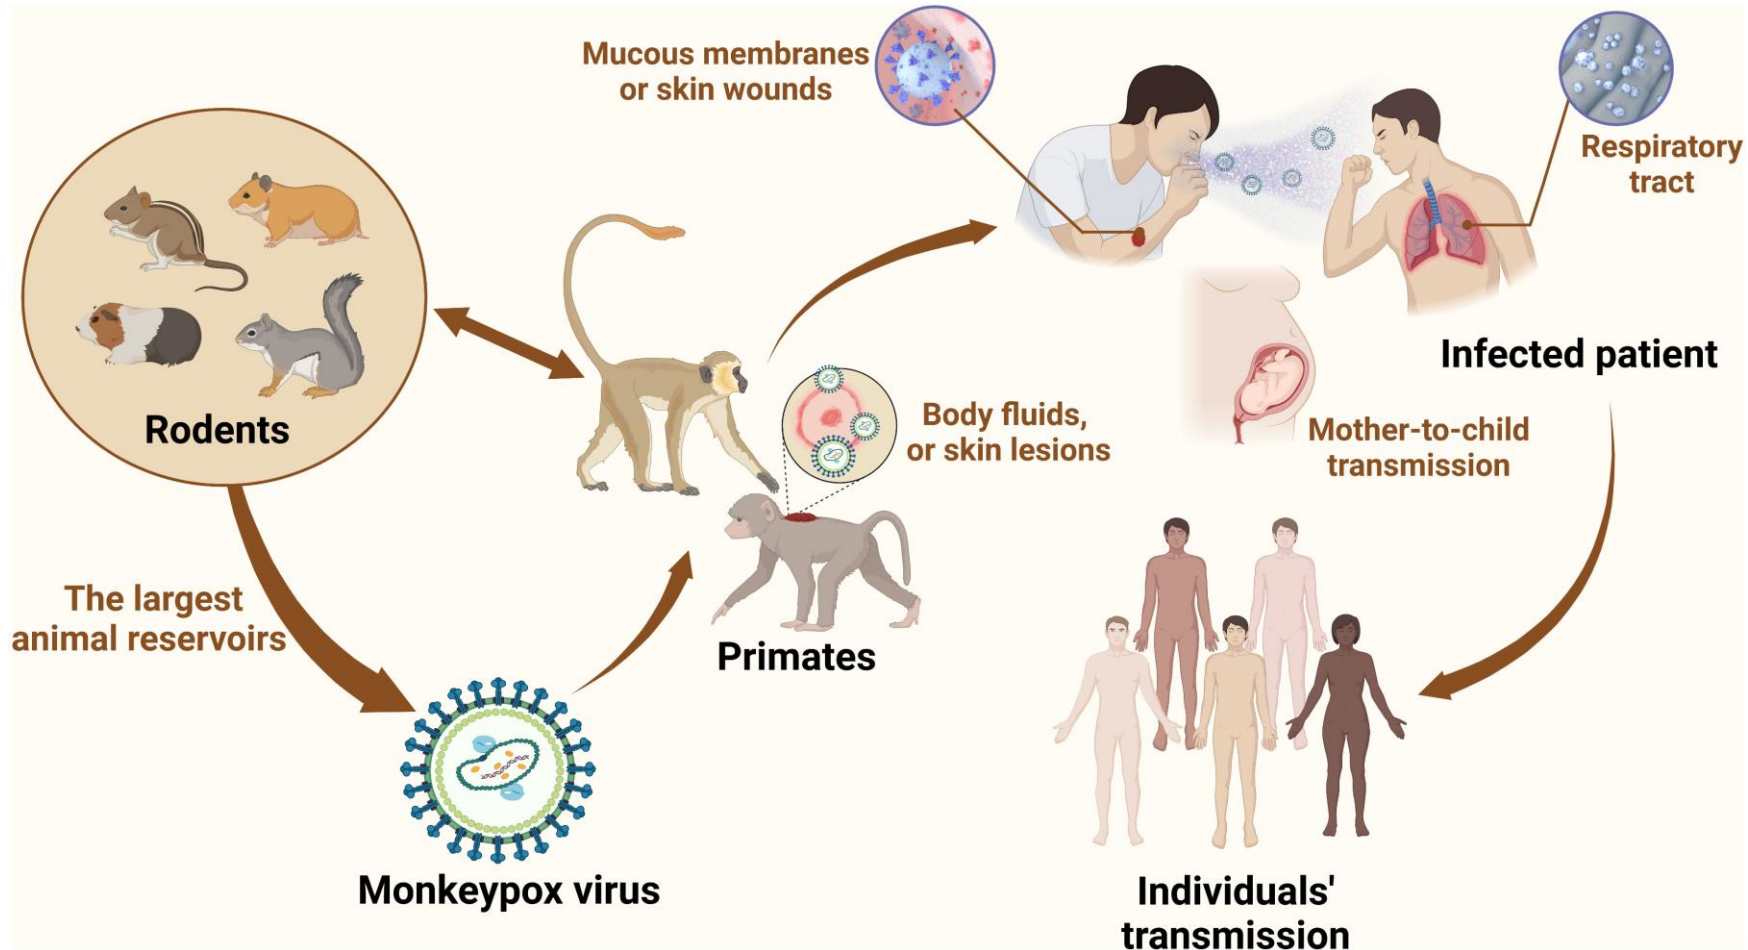 Mucous membranes
or skin wounds
Respiratory
tract
Rodents
Infected patient
Body fluids,
or skin lesions
Mother-to-child
transmission
The largest
animal reservoirs
Primates
Monkeypox virus
Individuals'
transmission